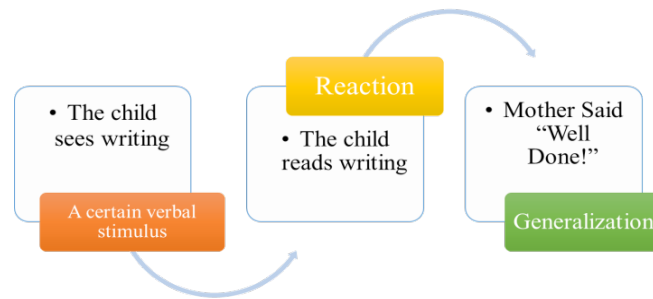 • The child
sees writing
A certain verbal
stimulus
Reaction
• The child
reads writing
• Mother Said
“Well
Done!”
Generalization